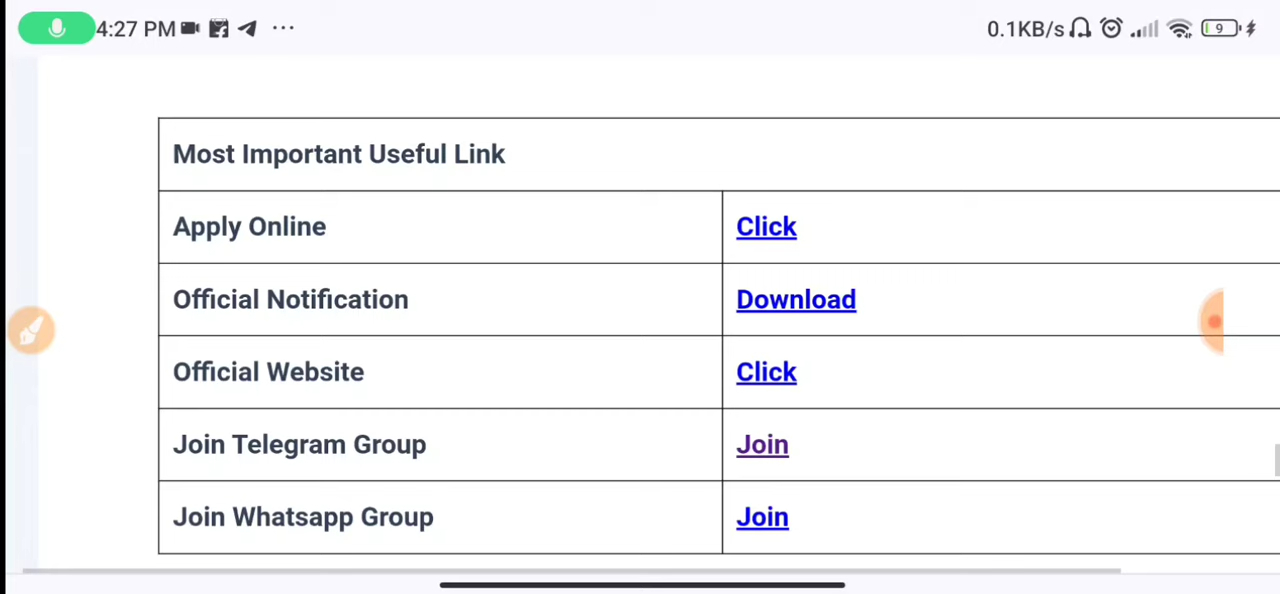 4:27 PM ... 0.1KB/s 9
Most Important Useful Link
Apply Online Click
Official Notification Download
Official Website Click
Join Telegram Group Join
Join Whatsapp Group Join